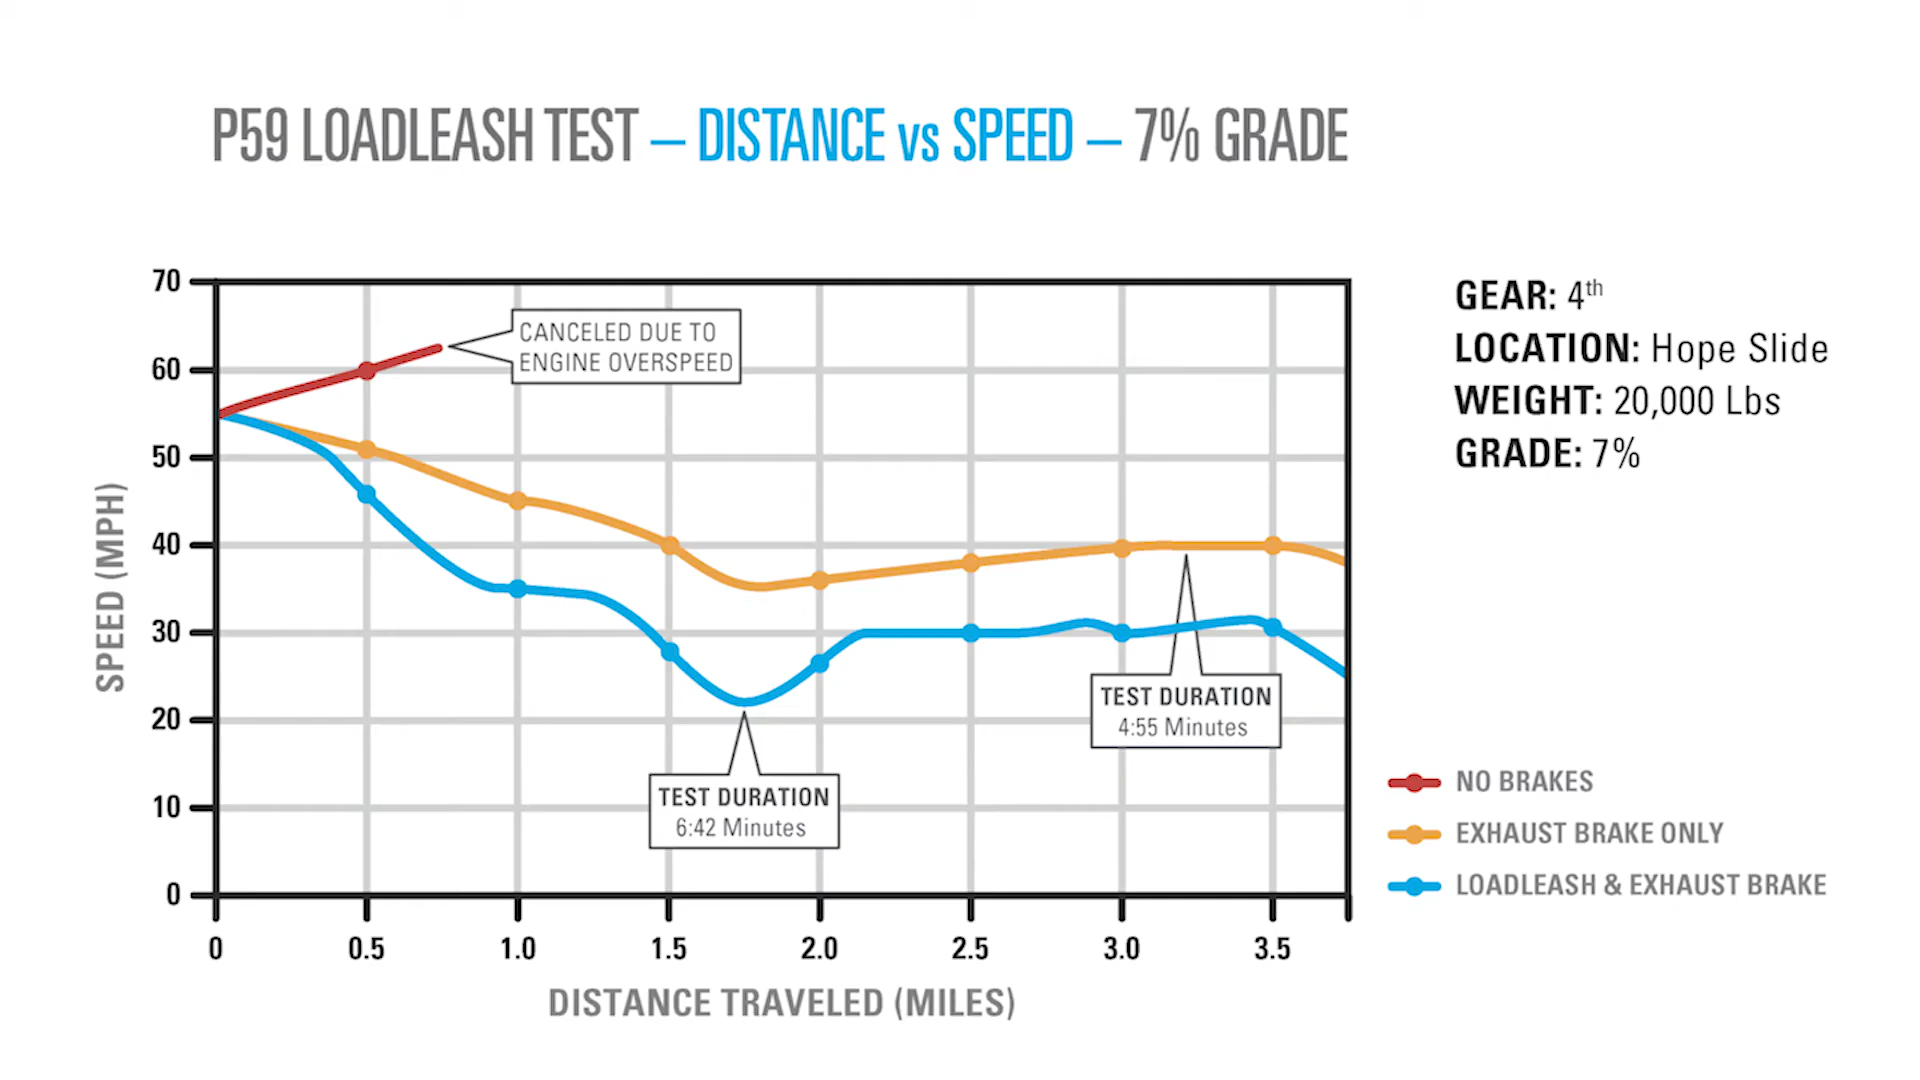 P59 LOADLEASH TEST – DISTANCE vs SPEED – 7% GRADE
GEAR: 4th
LOCATION: Hope Slide
WEIGHT: 20,000 Lbs
GRADE: 7%
SPEED (MPH)
70
60
50
40
30
20
10
0
CANCELED DUE TO
ENGINE OVERSPEED
TEST DURATION
4:55 Minutes
TEST DURATION
6:42 Minutes
NO BRAKES
EXHAUST BRAKE ONLY
LOADLEASH & EXHAUST BRAKE
0 0.5 1.0 1.5 2.0 2.5 3.0 3.5
DISTANCE TRAVELED (MILES)